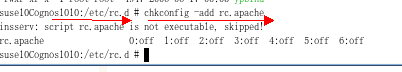 suse10Cognos1010:/etc/rc.d # chkconfig -add rc.apache
insserv: script rc.apache is not executable, skipped!
rc.apache 0:off 1:off 2:off 3:off 4:off 5:off 6:off
suse10Cognos1010:/etc/rc.d #